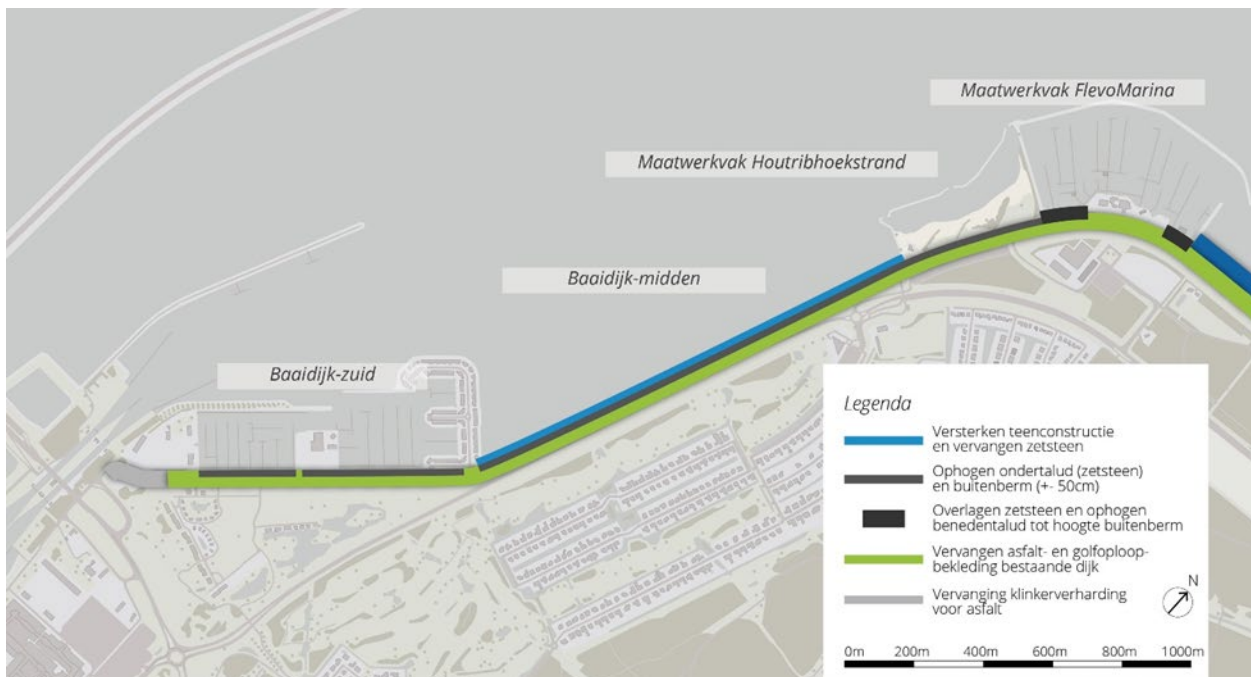 Maatwerkvak FlevoMarina
Maatwerkvak Houtribhoekstrand
Baaidijk-midden
Baaidijk-zuid
Legenda
Versterken teenconstructie
en vervangen zetsteen
Ophogen ondertalud (zetsteen)
en buitenberm (+- 50cm)
Overlagen zetsteen en ophogen
benedentalud tot hoogte buitenberm
Vervangen asfalt- en golfoploop-
bekleding bestaande dijk
Vervanging klinkerverharding
voor asfalt
N
0m 200m 400m 600m 800m 1000m